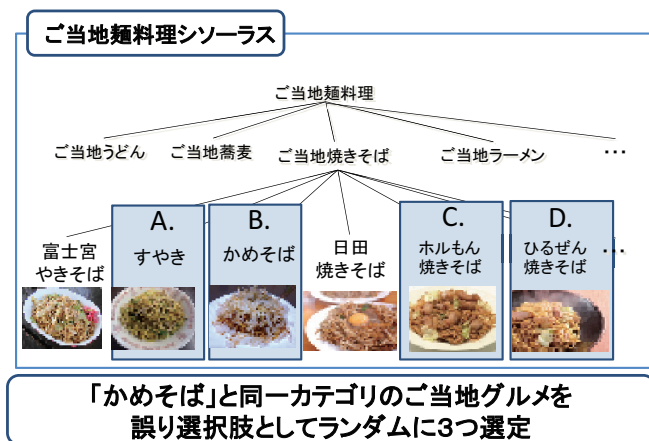 ご当地麺料理シソーラス
ご当地麺料理
ご当地うどん
ご当地蕎麦
ご当地焼きそば
ご当地ラーメン
…
富士宮
やきそば
A.
すやき
B.
かめそば
日田
焼きそば
C.
ホルもん
焼きそば
D.
ひるぜん
焼きそば
…
「かめそば」と同一カテゴリのご当地グルメを
誤り選択肢としてランダムに3つ選定